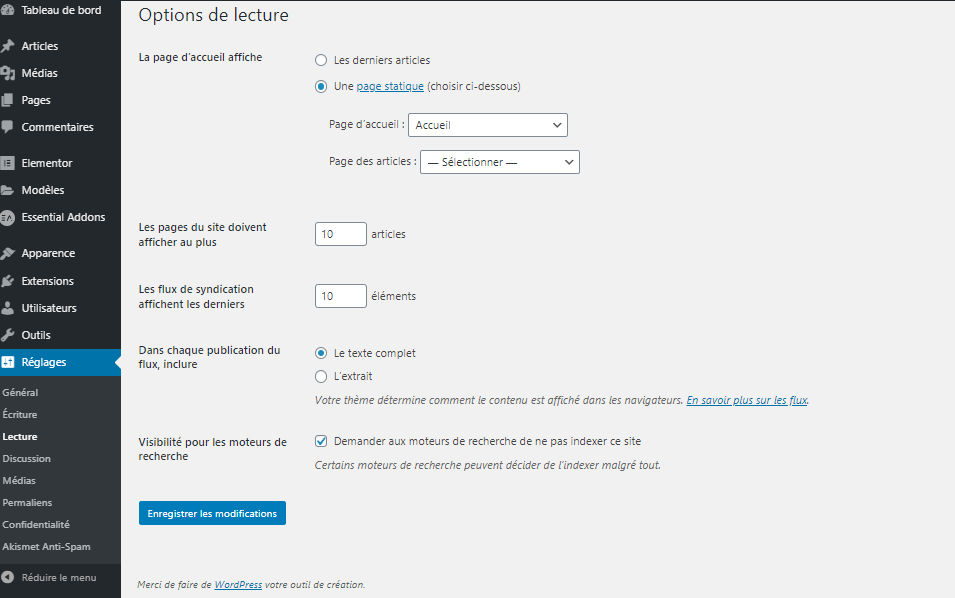 Tableau de bord
Articles
Médias
Pages
Commentaires
Elementor
Modèles
Essential Addons
Apparence
Extensions
Utilisateurs
Outils
Réglages
Général
Écriture
Lecture
Discussion
Médias
Permaliens
Confidentialité
Akismet Anti-Spam
Réduire le menu
Options de lecture
La page d’accueil affiche
Les derniers articles
Une page statique (choisir ci-dessous)
Page d’accueil : Accueil
Page des articles : — Sélectionner —
Les pages du site doivent
afficher au plus
10 articles
Les flux de syndication
affichent les derniers
10 éléments
Dans chaque publication du
flux, inclure
Le texte complet
L’extrait
Votre thème détermine comment le contenu est affiché dans les navigateurs. En savoir plus sur les flux.
Visibilité pour les moteurs de
recherche
Demander aux moteurs de recherche de ne pas indexer ce site
Certains moteurs de recherche peuvent décider de l’indexer malgré tout.
Enregistrer les modifications
Merci de faire de WordPress votre outil de création.